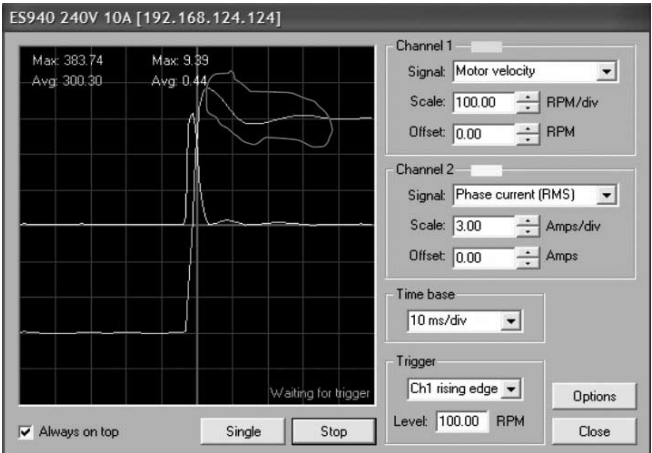 ES940 240V 10A [192.168.124.124]
Max: 383.74 Max: 9.39
Avg: 300.30 Avg: 0.44
Waiting for trigger
Always on top
Single
Stop
Channel 1
Signal: Motor velocity
Scale: 100.00 RPM/div
Offset: 0.00 RPM
Channel 2
Signal: Phase current (RMS)
Scale: 3.00 Amps/div
Offset: 0.00 Amps
Time base
10 ms/div
Trigger
Ch1 rising edge
Level: 100.00 RPM
Options
Close